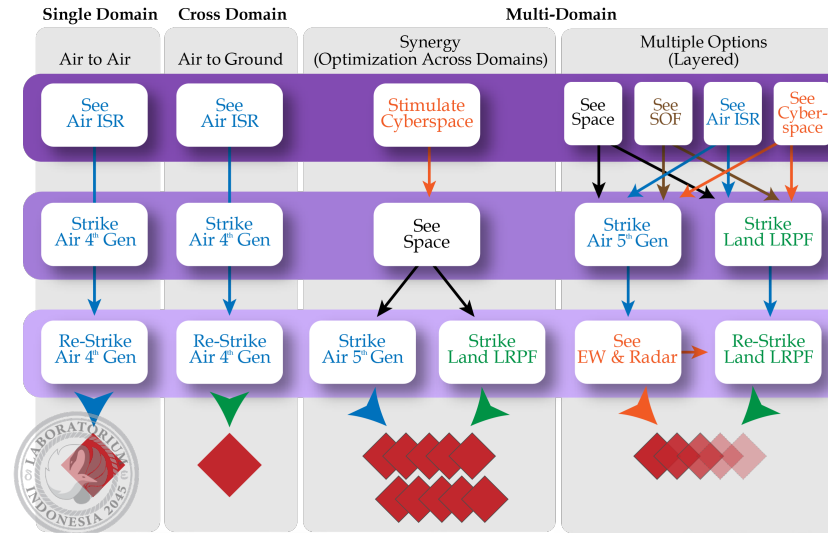 Single Domain
Cross Domain
Multi-Domain
Air to Air
Air to Ground
Synergy
(Optimization Across Domains)
Multiple Options
(Layered)
See
Air ISR
See
Air ISR
Stimulate
Cyberspace
See
Space
See
SOF
See
Air ISR
See
Cyber-
space
Strike
Air 4th Gen
Strike
Air 4th Gen
See
Space
Strike
Air 5th Gen
Strike
Land LRPF
Re-Strike
Air 4th Gen
Re-Strike
Air 4th Gen
Strike
Air 5th Gen
Strike
Land LRPF
See
EW & Radar
Re-Strike
Land LRPF
LABORATORIUM
INDONESIA 2045